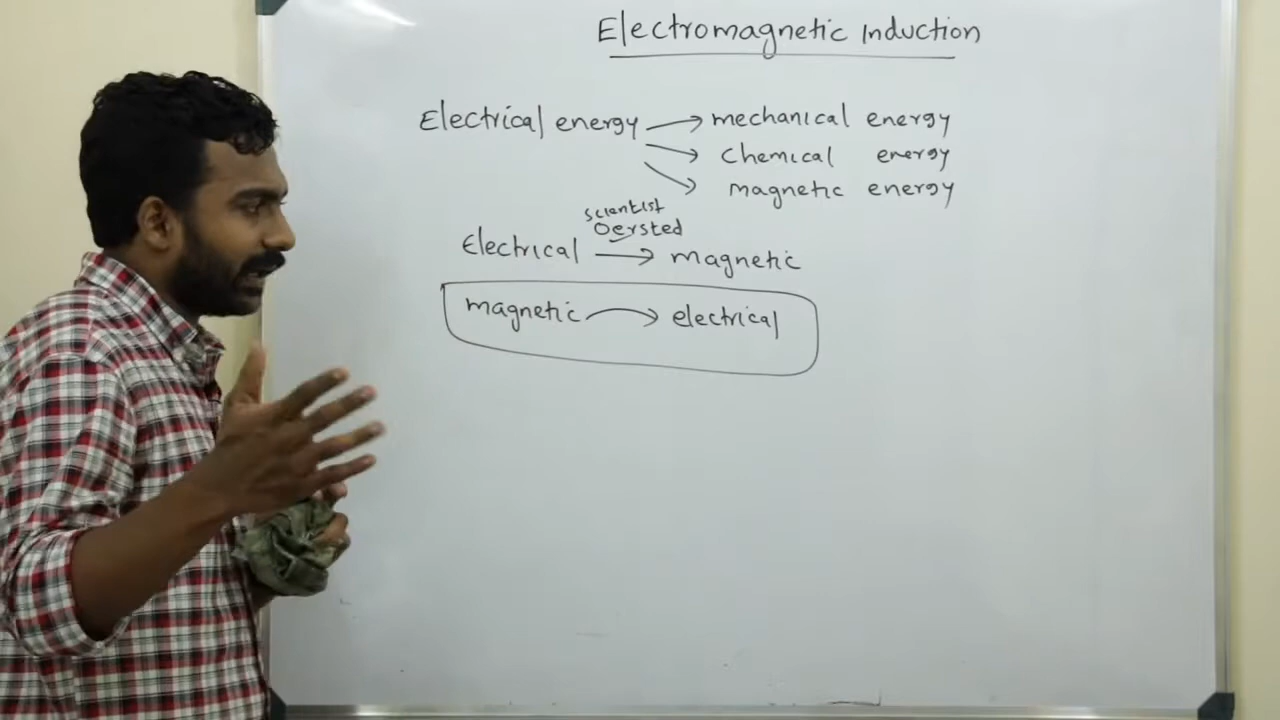 Electromagnetic Induction
Electrical energy → mechanical energy
→ Chemical energy
→ magnetic energy
Scientist
Oersted
Electrical → magnetic
magnetic → electrical